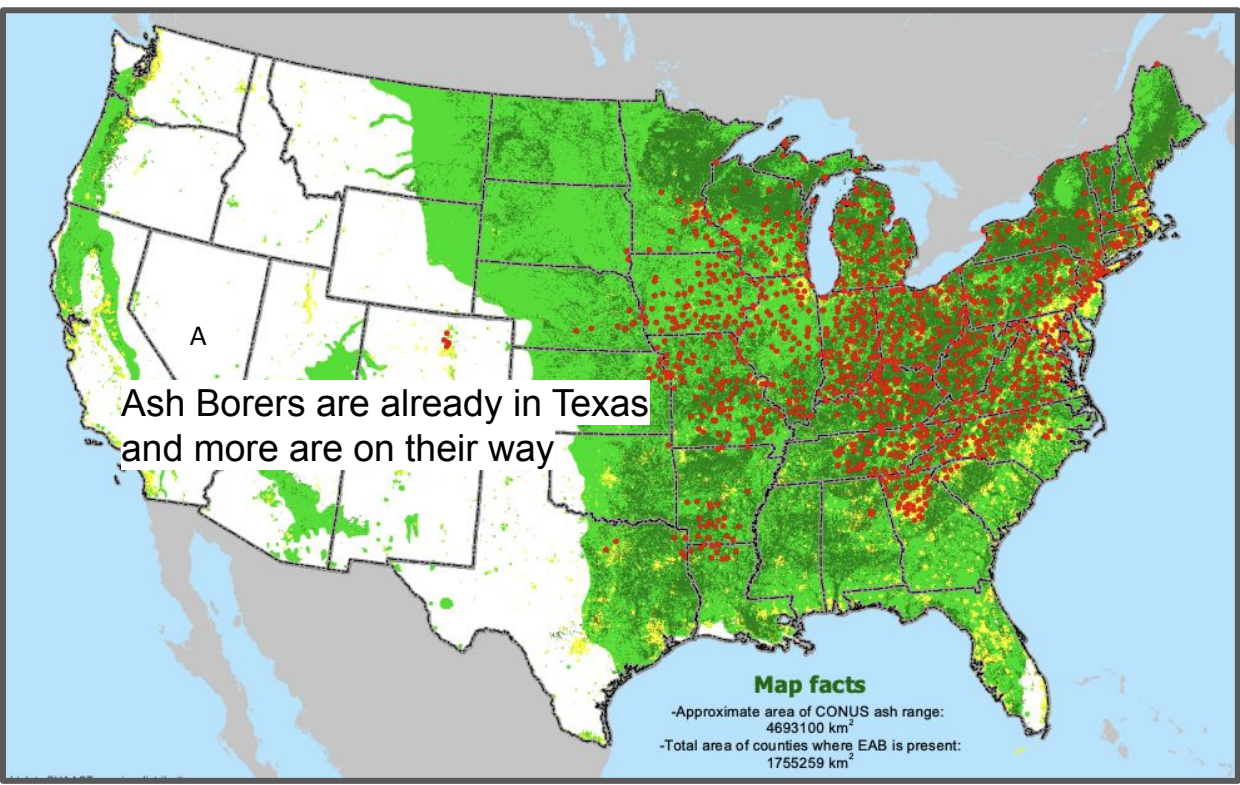 A
Ash Borers are already in Texas
and more are on their way
Map facts
-Approximate area of CONUS ash range:
4693100 km²
-Total area of counties where EAB is present:
1755259 km²